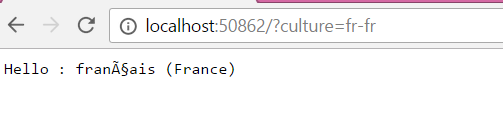 localhost:50862/?culture=fr-fr
Hello : franÃ§ais (France)